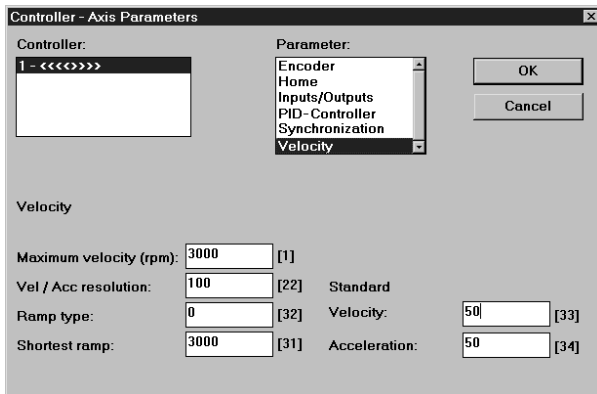 Controller - Axis Parameters
Controller:
Parameter:
1 - <<<<>>>>
Encoder
Home
Inputs/Outputs
PID-Controller
Synchronization
Velocity
OK
Cancel
Velocity
Maximum velocity (rpm): 3000 [1]
Vel / Acc resolution: 100 [22] Standard
Ramp type: 0 [32] Velocity: 50 [33]
Shortest ramp: 3000 [31] Acceleration: 50 [34]